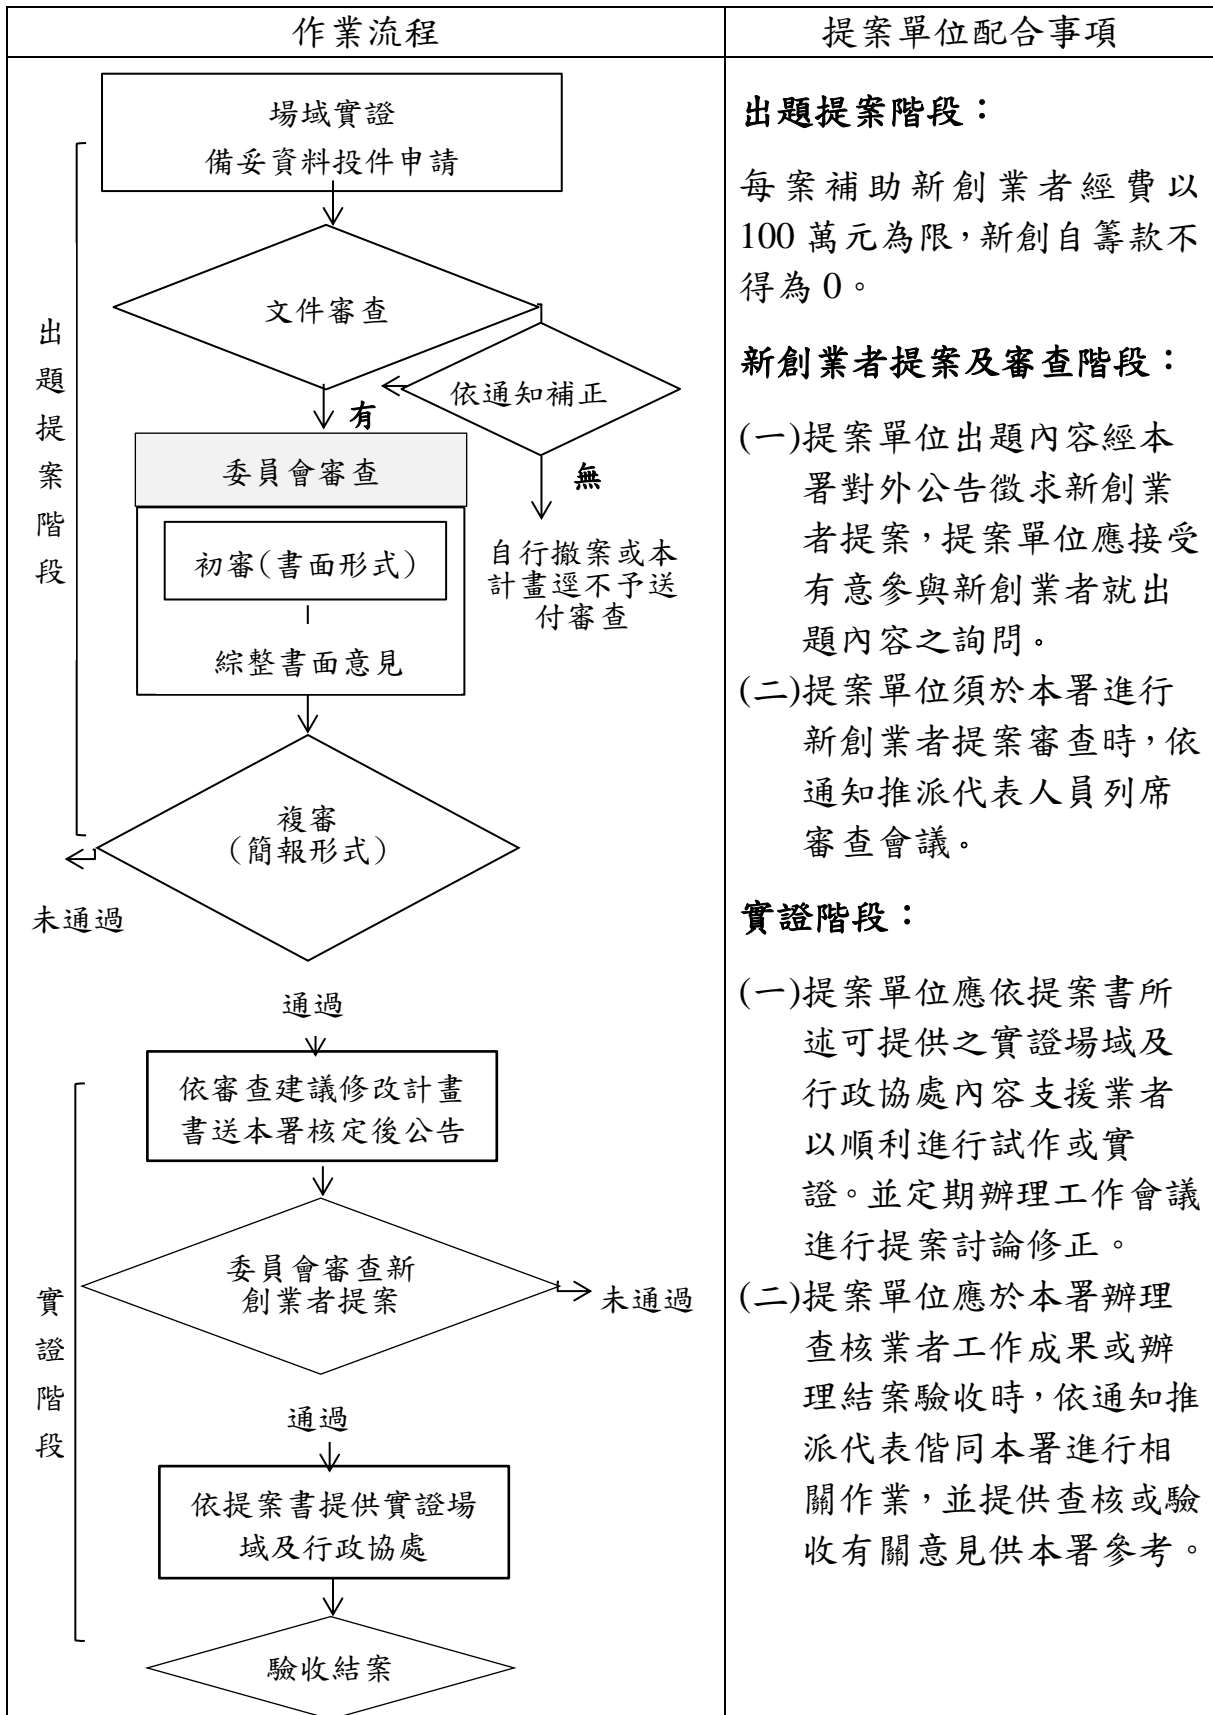 作業流程
提案單位配合事項
場域實證
備妥資料投件申請
文件審查
依通知補正
有
無
委員會審查
初審(書面形式)
綜整書面意見
自行撤案或本
計畫逕不予送
付審查
出
題
提
案
階
段
複審
(簡報形式)
未通過
通過
依審查建議修改計畫
書送本署核定後公告
委員會審查新
創業者提案
未通過
實
證
階
段
通過
依提案書提供實證場
域及行政協處
驗收結案
出題提案階段：
每案補助新創業者經費以
100 萬元為限，新創自籌款不
得為 0。
新創業者提案及審查階段：
(一)提案單位出題內容經本
署對外公告徵求新創業
者提案，提案單位應接受
有意參與新創業者就出
題內容之詢問。
(二)提案單位須於本署進行
新創業者提案審查時，依
通知推派代表人員列席
審查會議。
實證階段：
(一)提案單位應依提案書所
述可提供之實證場域及
行政協處內容支援業者
以順利進行試作或實
證。並定期辦理工作會議
進行提案討論修正。
(二)提案單位應於本署辦理
查核業者工作成果或辦
理結案驗收時，依通知推
派代表偕同本署進行相
關作業，並提供查核或驗
收有關意見供本署參考。